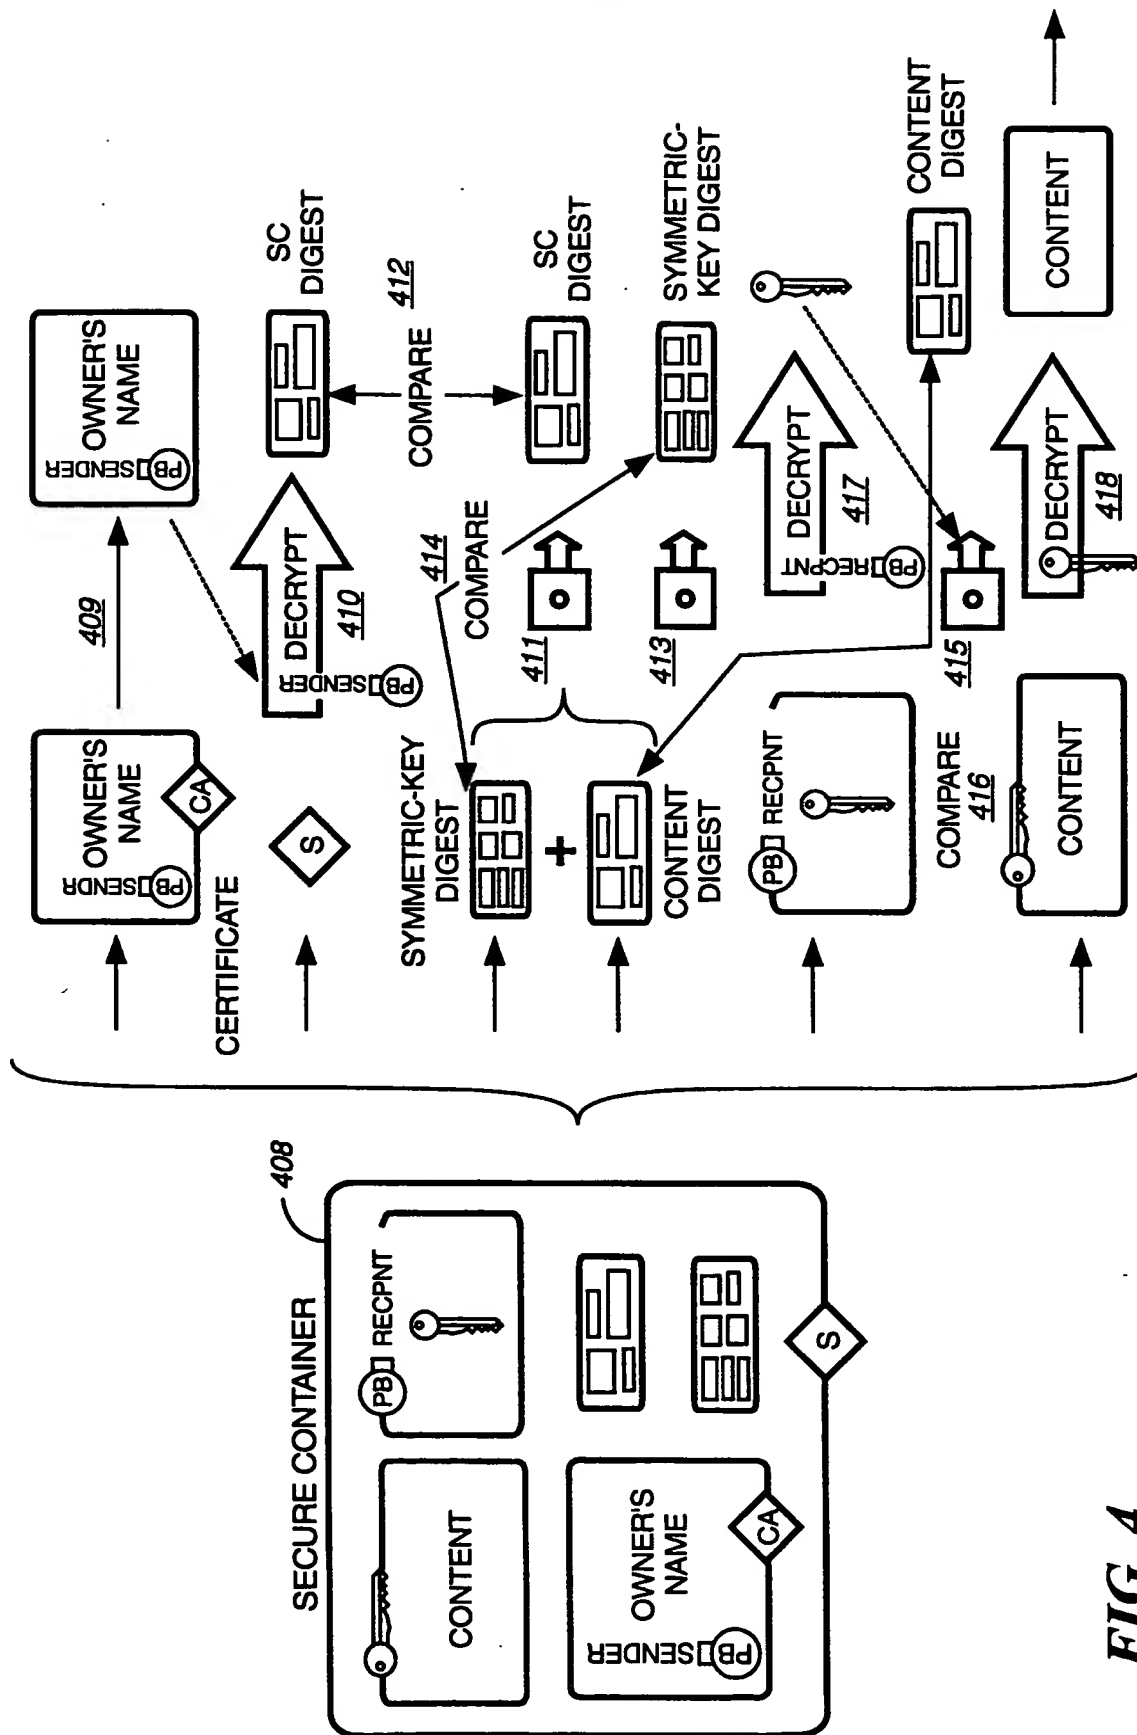 SECURE CONTAINER
408
CONTENT
PB
RECPNT
OWNER'S
NAME
PB
SENDER
CA
S
OWNER'S
NAME
PB
SENDR
CA
CERTIFICATE
409
OWNER'S
NAME
PB
SENDER
S
DECRYPT
410
PB
SENDER
SC
DIGEST
COMPARE
412
SYMMETRIC-KEY
DIGEST
+
CONTENT
DIGEST
414
COMPARE
411
SC
DIGEST
413
SYMMETRIC-
KEY DIGEST
PB
RECPNT
DECRYPT
417
PB
RECPNT
COMPARE
416
415
CONTENT
DIGEST
CONTENT
DECRYPT
418
CONTENT
FIG. 4